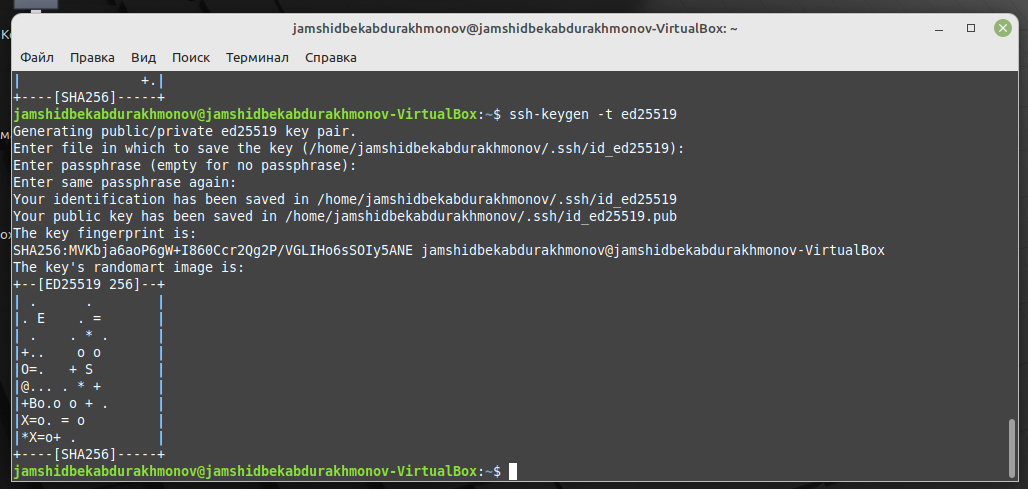 jamshidbekabdurakhmonov@jamshidbekabdurakhmonov-VirtualBox: ~
Файл Правка Вид Поиск Терминал Справка
|               +.|
+----[SHA256]-----+
jamshidbekabdurakhmonov@jamshidbekabdurakhmonov-VirtualBox:~$ ssh-keygen -t ed25519
Generating public/private ed25519 key pair.
Enter file in which to save the key (/home/jamshidbekabdurakhmonov/.ssh/id_ed25519):
Enter passphrase (empty for no passphrase):
Enter same passphrase again:
Your identification has been saved in /home/jamshidbekabdurakhmonov/.ssh/id_ed25519
Your public key has been saved in /home/jamshidbekabdurakhmonov/.ssh/id_ed25519.pub
The key fingerprint is:
SHA256:MVKbja6aoP6gW+I860Ccr2Qg2P/VGLIHo6sSOIy5ANE jamshidbekabdurakhmonov@jamshidbekabdurakhmonov-VirtualBox
The key's randomart image is:
+--[ED25519 256]--+
| .      .        |
|. E    . =       |
| .    . * .      |
|+..    o o       |
|O=.   + S        |
|@... . * +       |
|+Bo.o o + .      |
|X=o. = o         |
|*X=o+ .          |
+----[SHA256]-----+
jamshidbekabdurakhmonov@jamshidbekabdurakhmonov-VirtualBox:~$